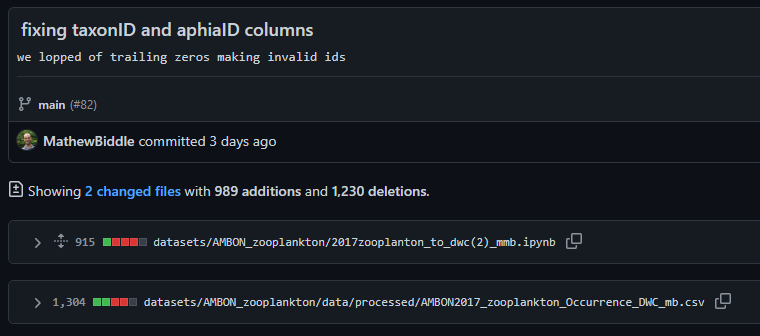 fixing taxonID and aphiaID columns
we lopped of trailing zeros making invalid ids
main (#82)
MathewBiddle committed 3 days ago
Showing 2 changed files with 989 additions and 1,230 deletions.
915 datasets/AMBON_zooplankton/2017zooplanton_to_dwc(2)_mmb.ipynb
1,304 datasets/AMBON_zooplankton/data/processed/AMBON2017_zooplankton_Occurrence_DWC_mb.csv